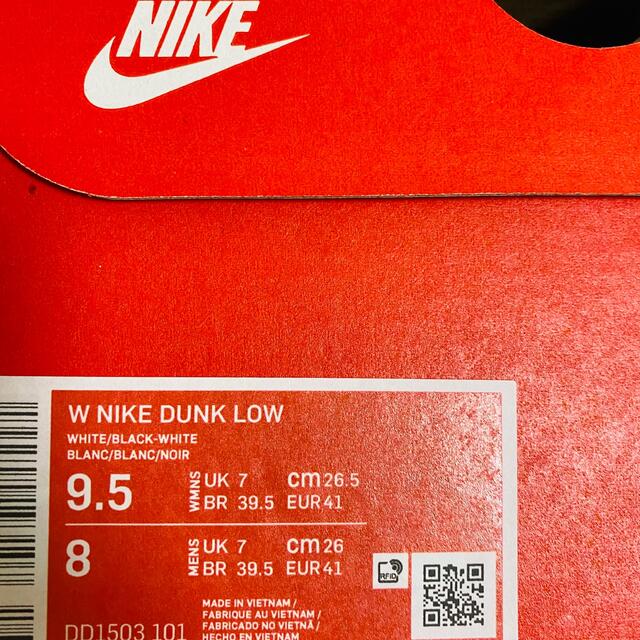 NIKE
W NIKE DUNK LOW
WHITE/BLACK-WHITE
BLANC/BLANC/NOIR
9.5 WMNS UK 7 cm 26.5
BR 39.5 EUR 41
8 MENS UK 7 cm 26
BR 39.5 EUR 41
RFID
MADE IN VIETNAM /
FABRIQUE AU VIETNAM /
FABRICADO NO VIETNÃ /
HECHO EN VIETNAM
DD1503 101